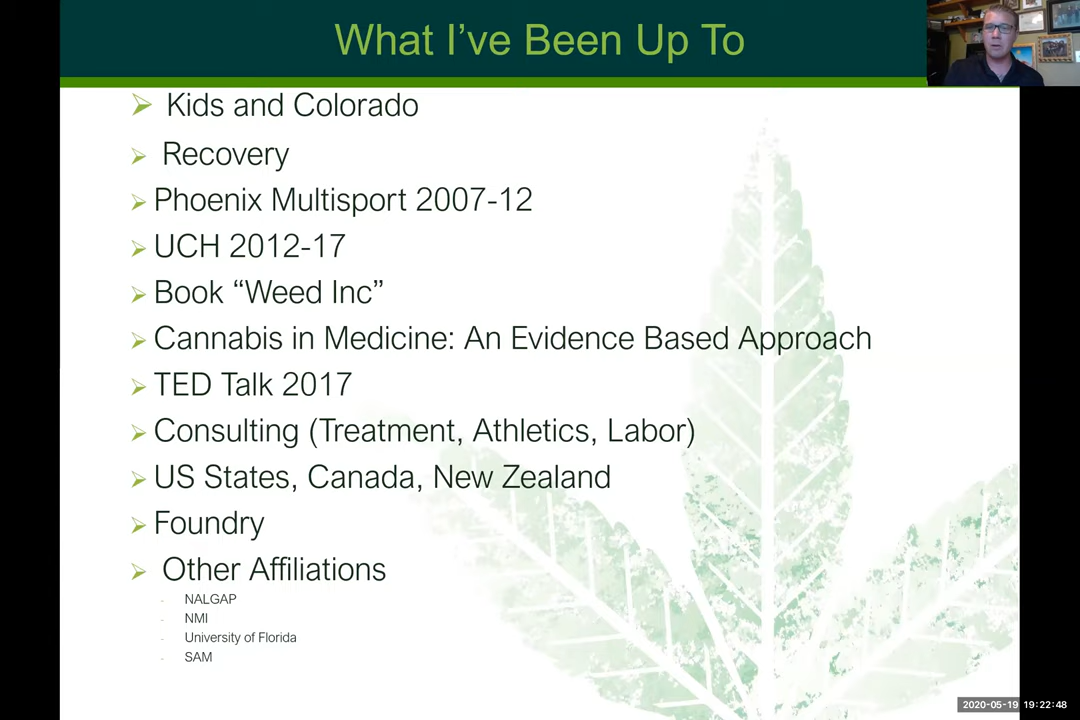 What I’ve Been Up To
Kids and Colorado
Recovery
Phoenix Multisport 2007-12
UCH 2012-17
Book “Weed Inc”
Cannabis in Medicine: An Evidence Based Approach
TED Talk 2017
Consulting (Treatment, Athletics, Labor)
US States, Canada, New Zealand
Foundry
Other Affiliations
- NALGAP
- NMI
- University of Florida
- SAM
2020-05-19 19:22:48